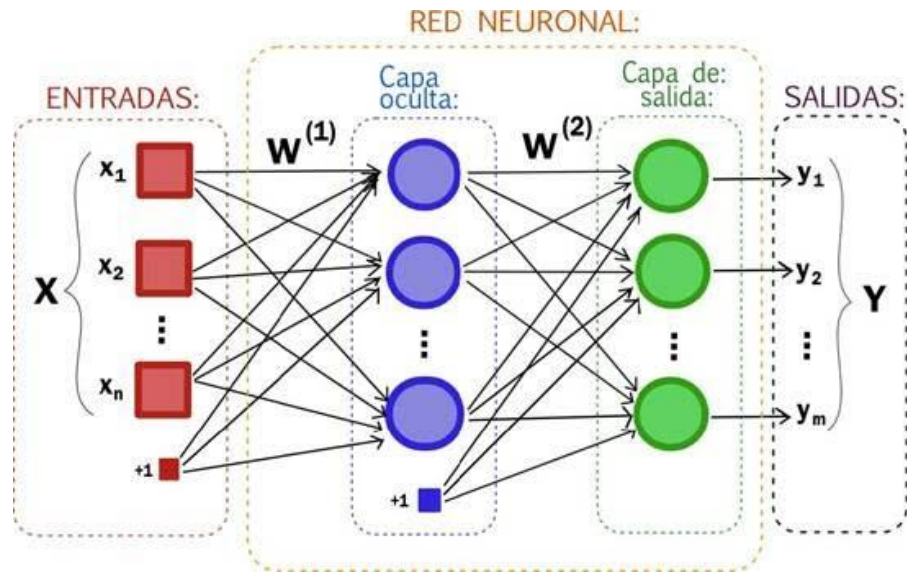 RED NEURONAL:
ENTRADAS:
Capa
oculta:
Capa de:
salida:
SALIDAS:
W(1)
W(2)
X
x1
x2
xn
+1
+1
y1
y2
ym
Y